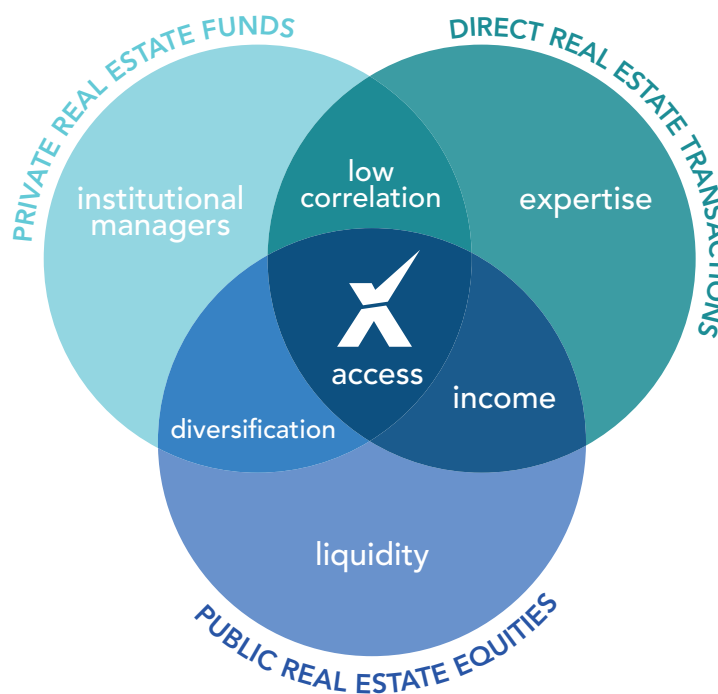 PRIVATE REAL ESTATE FUNDS
DIRECT REAL ESTATE TRANSACTIONS
institutional
managers
low
correlation
expertise
access
income
diversification
liquidity
PUBLIC REAL ESTATE EQUITIES